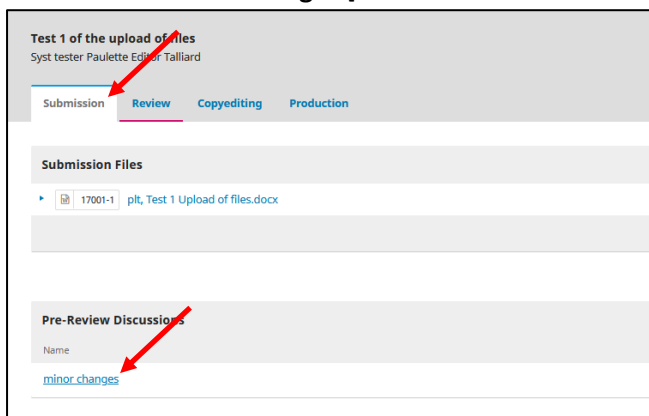 Test 1 of the upload of files
Syst tester Paulette Editor Talliard
Submission Review Copyediting Production
Submission Files
17001-1 plt, Test 1 Upload of files.docx
Pre-Review Discussions
Name
minor changes